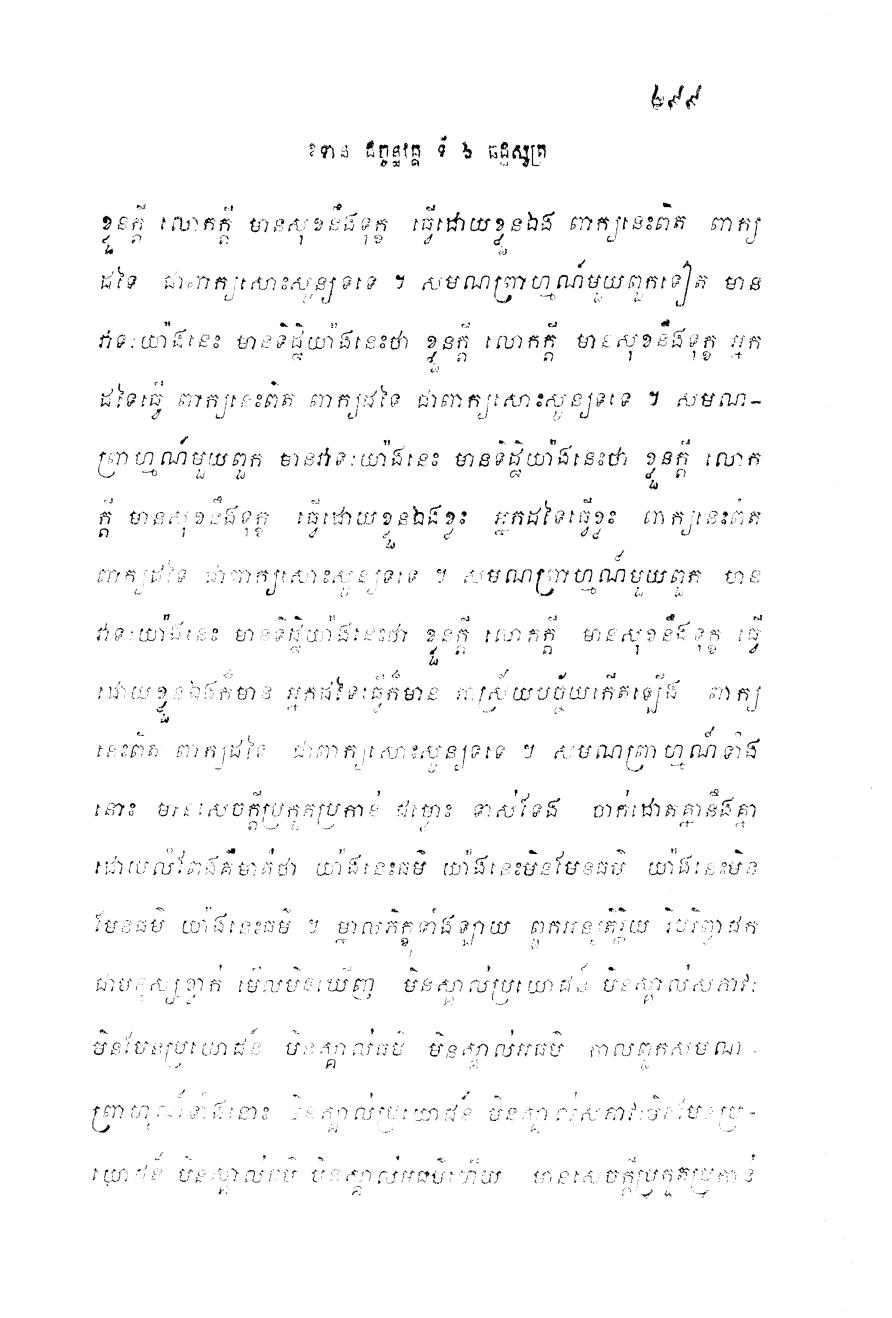 ២៩៩
ឧទាន ជច្ចន្ធវគ្គ ទី ៦ ធដ្ឋសូត្រ
ខ្លួនក្តី លោកក្តី មានសុខនឹងទុក្ខ ធ្វើដោយខ្លួនឯង ពាក្យនេះពិត ពាក្យ
ដទៃ ជាពាក្យសោះសូន្យទទេ ។ សមណព្រាហ្មណ៍មួយពួកទៀត មាន
វាទៈយ៉ាងនេះ មានទិដ្ឋិយ៉ាងនេះថា ខ្លួនក្តី លោកក្តី មានសុខនឹងទុក្ខ អ្នក
ដទៃធ្វើ ពាក្យនេះពិត ពាក្យដទៃ ជាពាក្យសោះសូន្យទទេ ។ សមណ-
ព្រាហ្មណ៍មួយពួក មានវាទៈយ៉ាងនេះ មានទិដ្ឋិយ៉ាងនេះថា ខ្លួនក្តី លោក
ក្តី មានសុខនឹងទុក្ខ ធ្វើដោយខ្លួនឯងខ្លះ អ្នកដទៃធ្វើខ្លះ ពាក្យនេះពិត
ពាក្យដទៃ ជាពាក្យសោះសូន្យទទេ ។ សមណព្រាហ្មណ៍មួយពួក មាន
វាទៈយ៉ាងនេះ មានទិដ្ឋិយ៉ាងនេះថា ខ្លួនក្តី លោកក្តី មានសុខនឹងទុក្ខ ធ្វើ
ដោយខ្លួនឯងក៏មាន អ្នកដទៃធ្វើក៏មាន អាស្រ័យបច្ច័យកើតឡើង ពាក្យ
នេះពិត ពាក្យដទៃ ជាពាក្យសោះសូន្យទទេ ។ សមណព្រាហ្មណ៍ទាំង
នោះ មានសេចក្តីប្រកួតប្រកាន់ ជម្លោះ ទាស់ទែង ចាក់ដោតគ្នានឹងគ្នា
ដោយលំពែងគឺមាត់ថា យ៉ាងនេះធម៌ យ៉ាងនេះមិនមែនធម៌ យ៉ាងនេះមិន
មែនធម៌ យ៉ាងនេះធម៌ ។ ម្នាលភិក្ខុទាំងឡាយ ពួកអន្យតិរ្ថិយ បរិព្វាជក
ជាមនុស្សខ្វាក់ មើលមិនឃើញ មិនស្គាល់ប្រយោជន៍ មិនស្គាល់សភាវៈ
មិនមែនប្រយោជន៍ មិនស្គាល់ធម៌ មិនស្គាល់អធម៌ កាលពួកសមណ-
ព្រាហ្មណ៍ទាំងនោះ មិនស្គាល់ប្រយោជន៍ មិនស្គាល់សភាវៈមិនមែនប្រ-
យោជន៍ មិនស្គាល់ធម៌ មិនស្គាល់អធម៌ហើយ មានសេចក្តីប្រកួតប្រកាន់